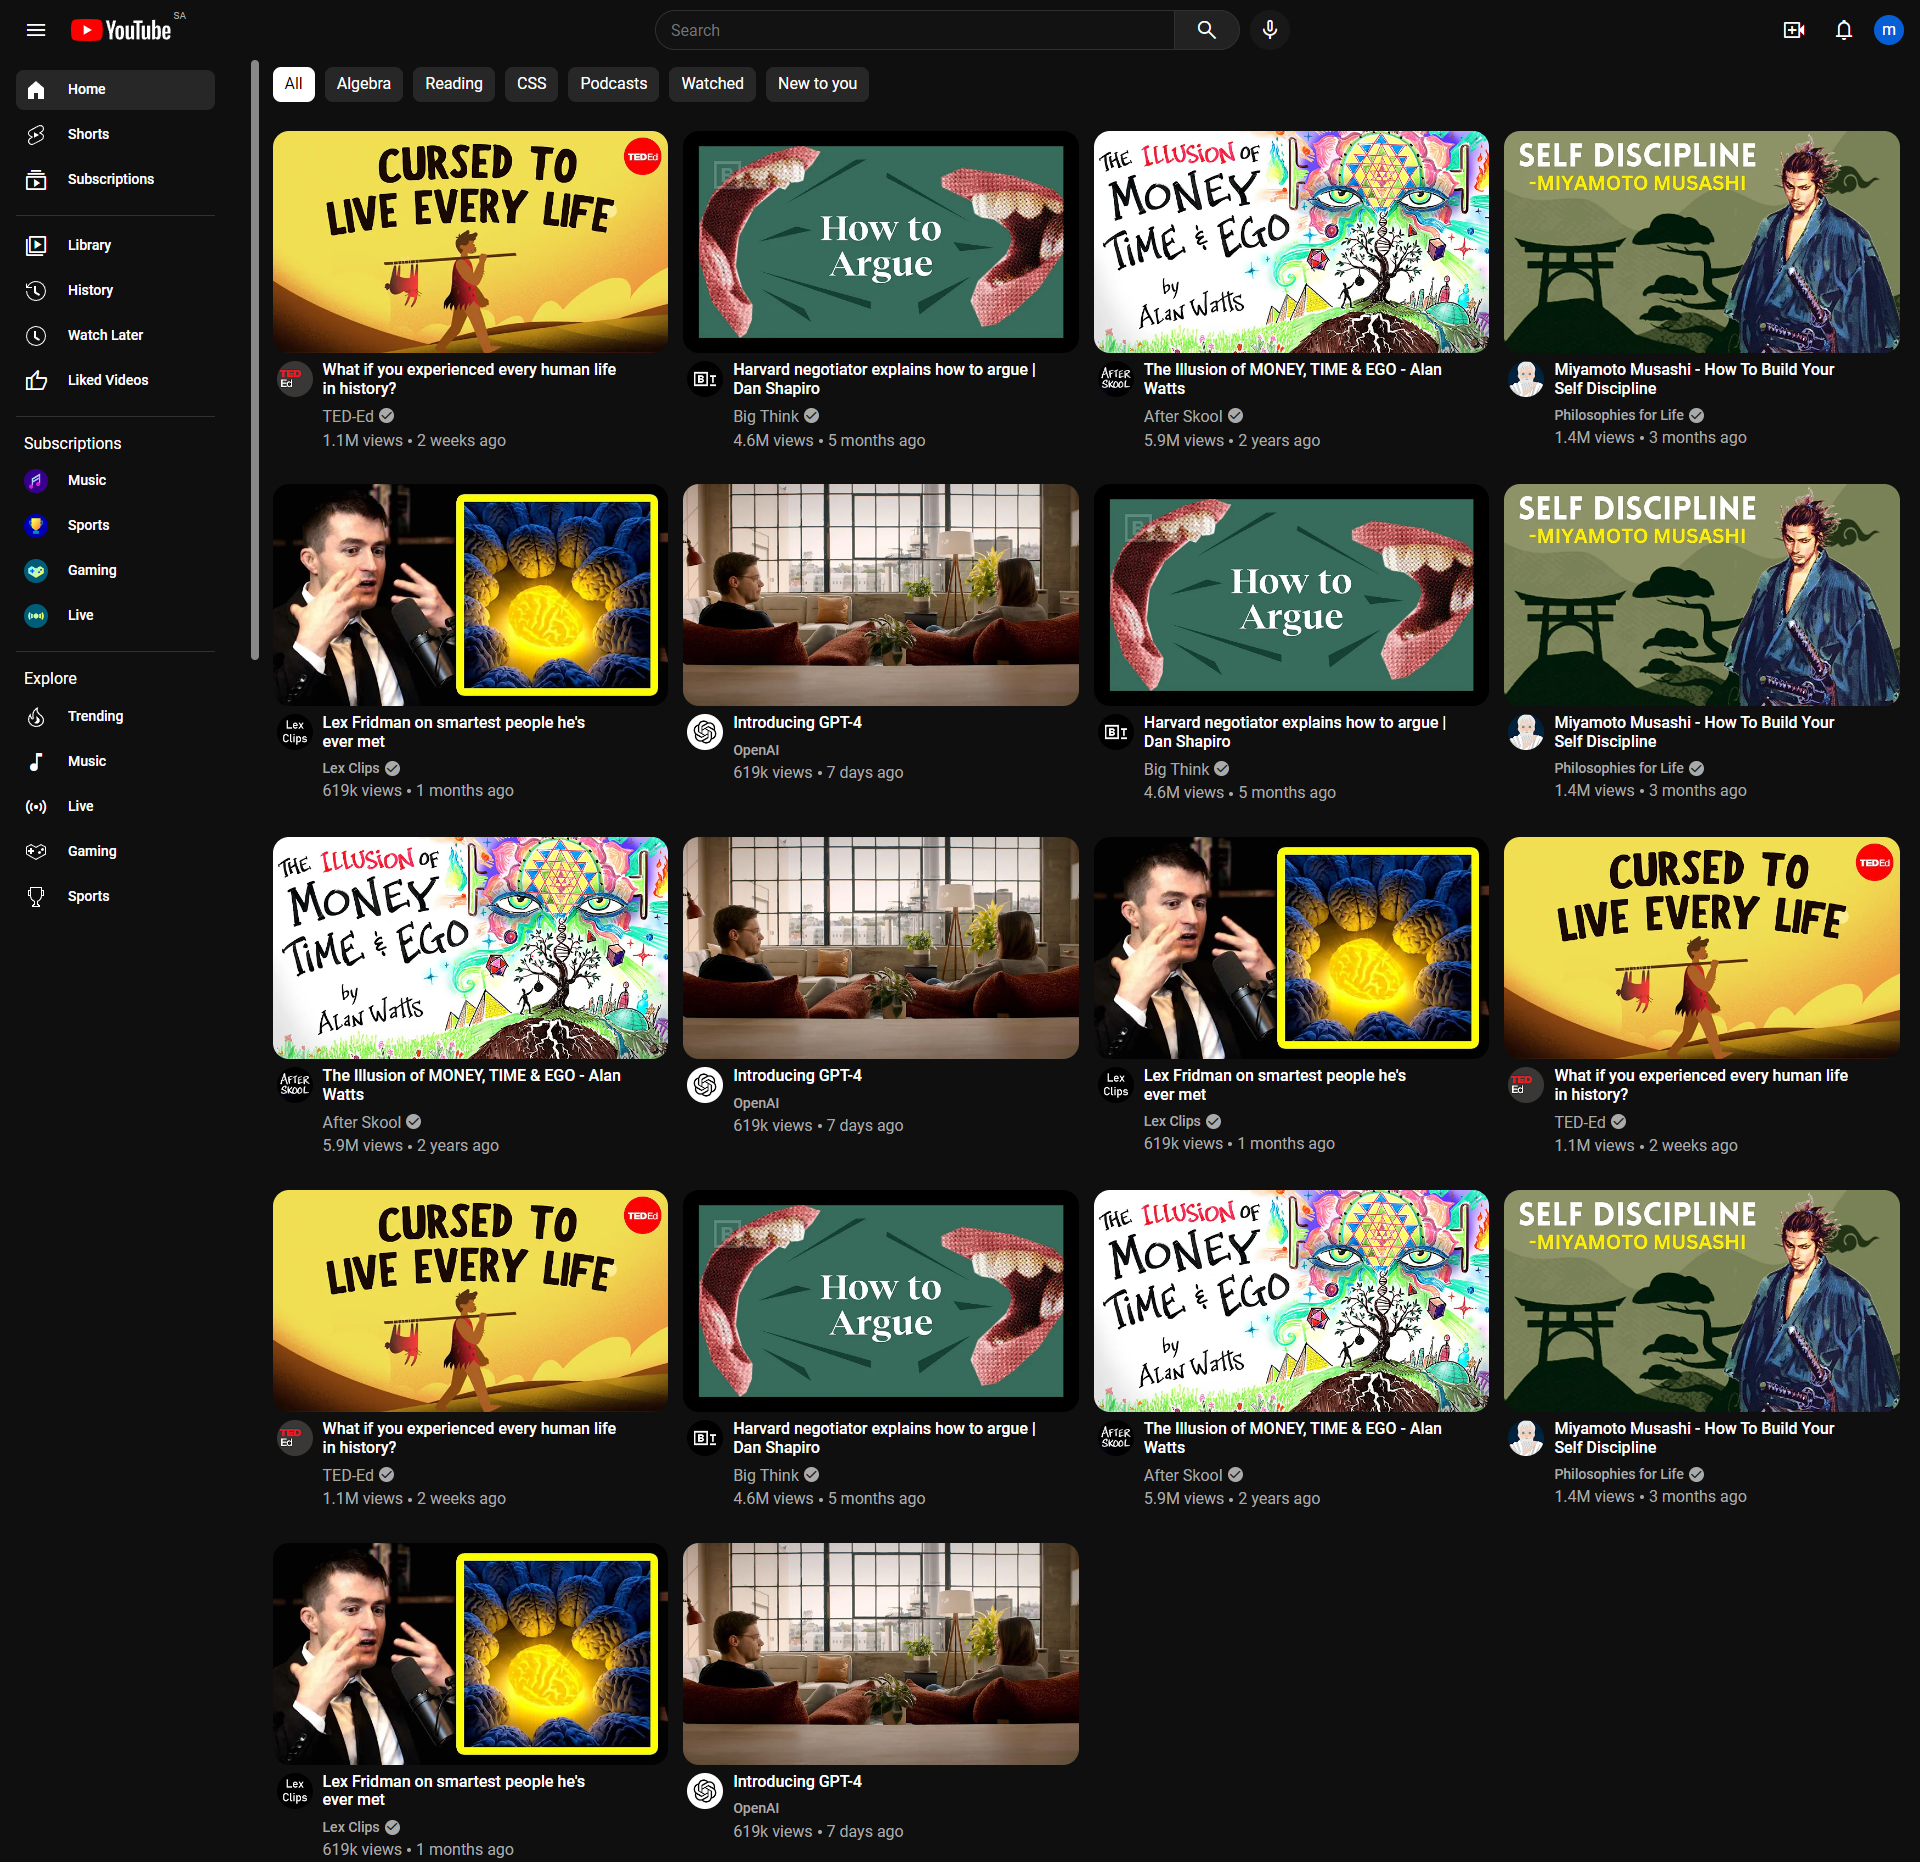 YouTube SA
Search
m
Home
Shorts
Subscriptions
Library
History
Watch Later
Liked Videos
Subscriptions
Music
Sports
Gaming
Live
Explore
Trending
Music
Live
Gaming
Sports
All
Algebra
Reading
CSS
Podcasts
Watched
New to you
CURSED TO
LIVE EVERY LIFE
TEDEd
TED
Ed
What if you experienced every human life
in history?
TED-Ed
1.1M views • 2 weeks ago
How to
Argue
Harvard negotiator explains how to argue |
Dan Shapiro
Big Think
4.6M views • 5 months ago
THE ILLUSION OF
MONEY
TIME & EGO
by
ALAN WATTS
AFTER
SKOOL
The Illusion of MONEY, TIME & EGO - Alan
Watts
After Skool
5.9M views • 2 years ago
SELF DISCIPLINE
-MIYAMOTO MUSASHI
Miyamoto Musashi - How To Build Your
Self Discipline
Philosophies for Life
1.4M views • 3 months ago
Lex
Clips
Lex Fridman on smartest people he's
ever met
Lex Clips
619k views • 1 months ago
Introducing GPT-4
OpenAI
619k views • 7 days ago
How to
Argue
Harvard negotiator explains how to argue |
Dan Shapiro
Big Think
4.6M views • 5 months ago
SELF DISCIPLINE
-MIYAMOTO MUSASHI
Miyamoto Musashi - How To Build Your
Self Discipline
Philosophies for Life
1.4M views • 3 months ago
THE ILLUSION OF
MONEY
TIME & EGO
by
ALAN WATTS
AFTER
SKOOL
The Illusion of MONEY, TIME & EGO - Alan
Watts
After Skool
5.9M views • 2 years ago
Introducing GPT-4
OpenAI
619k views • 7 days ago
Lex
Clips
Lex Fridman on smartest people he's
ever met
Lex Clips
619k views • 1 months ago
CURSED TO
LIVE EVERY LIFE
TEDEd
TED
Ed
What if you experienced every human life
in history?
TED-Ed
1.1M views • 2 weeks ago
CURSED TO
LIVE EVERY LIFE
TEDEd
TED
Ed
What if you experienced every human life
in history?
TED-Ed
1.1M views • 2 weeks ago
How to
Argue
Harvard negotiator explains how to argue |
Dan Shapiro
Big Think
4.6M views • 5 months ago
THE ILLUSION OF
MONEY
TIME & EGO
by
ALAN WATTS
AFTER
SKOOL
The Illusion of MONEY, TIME & EGO - Alan
Watts
After Skool
5.9M views • 2 years ago
SELF DISCIPLINE
-MIYAMOTO MUSASHI
Miyamoto Musashi - How To Build Your
Self Discipline
Philosophies for Life
1.4M views • 3 months ago
Lex
Clips
Lex Fridman on smartest people he's
ever met
Lex Clips
619k views • 1 months ago
Introducing GPT-4
OpenAI
619k views • 7 days ago